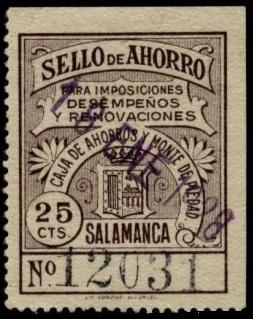 SELLO DE AHORRO
PARA IMPOSICIONES
DESEMPEÑOS
Y RENOVACIONES
CAJA DE AHORROS Y MONTE DE PIEDAD
25
CTS.
SALAMANCA
Nº 12031